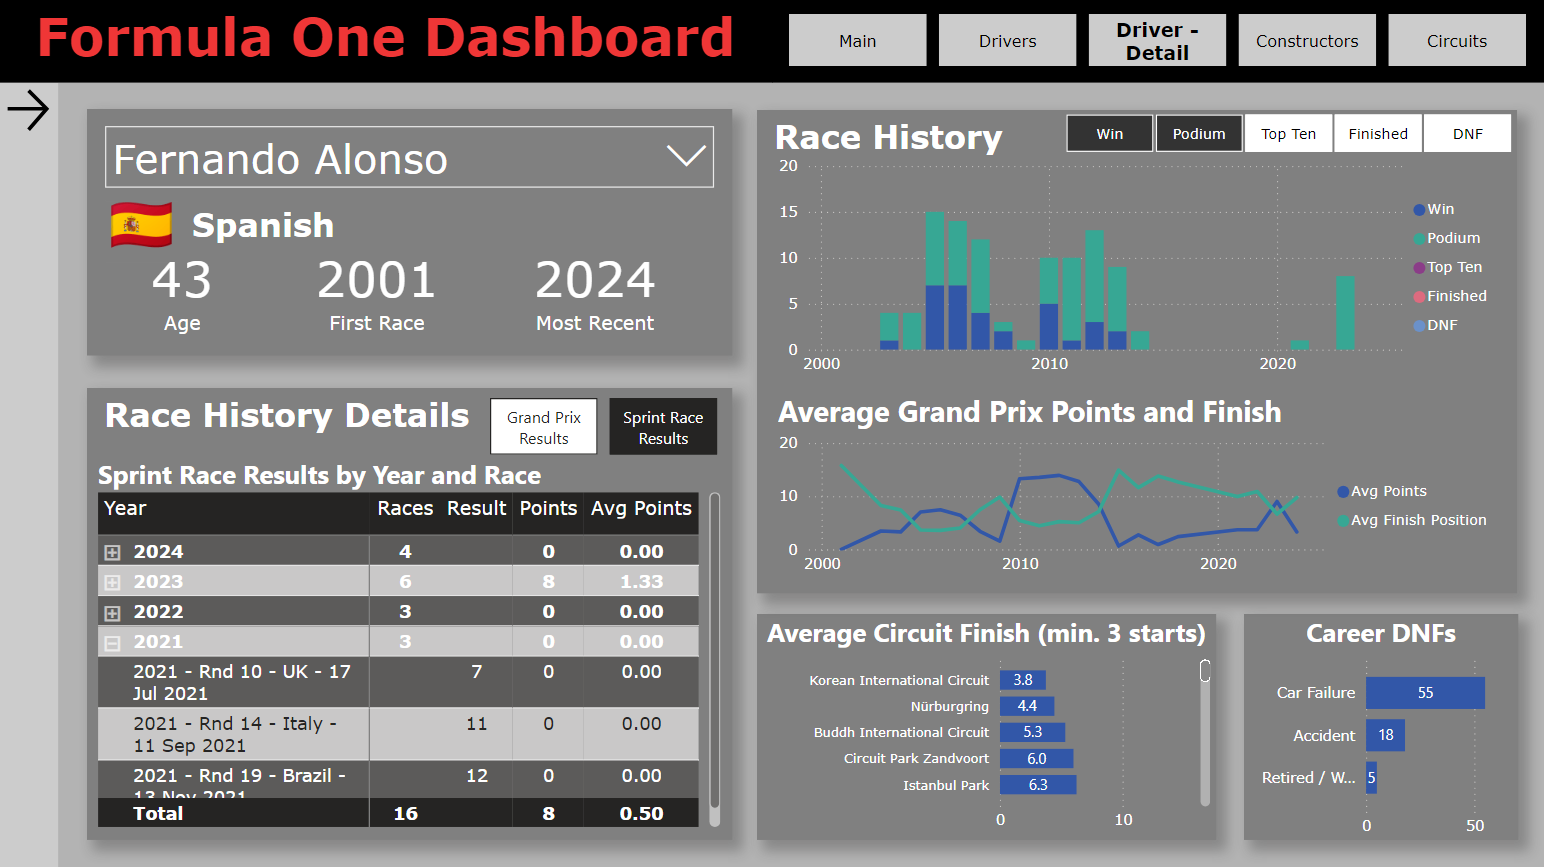 Formula One Dashboard
Main
Drivers
Driver -
Detail
Constructors
Circuits
Fernando Alonso
Spanish
43
2001
2024
Age
First Race
Most Recent
Race History Details
Grand Prix
Results
Sprint Race
Results
Sprint Race Results by Year and Race
Year Races Result Points Avg Points
2024 4 0 0.00
2023 6 8 1.33
2022 3 0 0.00
2021 3 0 0.00
2021 - Rnd 10 - UK - 17 7 0 0.00
Jul 2021
2021 - Rnd 14 - Italy - 11 0 0.00
11 Sep 2021
2021 - Rnd 19 - Brazil - 12 0 0.00
13 Nov 2021
Total 16 8 0.50
Race History
Win
Podium
Top Ten
Finished
DNF
20
15
10
5
0
2000
2010
2020
Win
Podium
Top Ten
Finished
DNF
Average Grand Prix Points and Finish
20
10
0
2000
2010
2020
Avg Points
Avg Finish Position
Average Circuit Finish (min. 3 starts)
Korean International Circuit 3.8
Nürburgring 4.4
Buddh International Circuit 5.3
Circuit Park Zandvoort 6.0
Istanbul Park 6.3
0
10
Career DNFs
Car Failure 55
Accident 18
Retired / W... 5
0
50